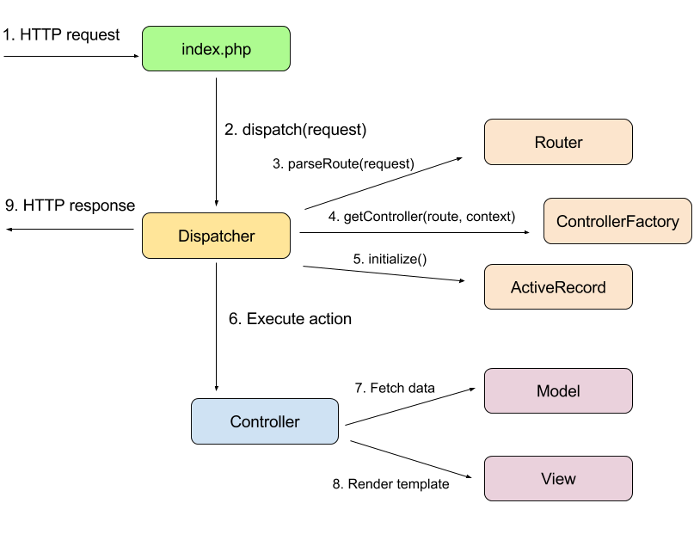 1. HTTP request
index.php
2. dispatch(request)
3. parseRoute(request)
Router
9. HTTP response
4. getController(route, context)
ControllerFactory
Dispatcher
5. initialize()
ActiveRecord
6. Execute action
7. Fetch data
Model
Controller
8. Render template
View